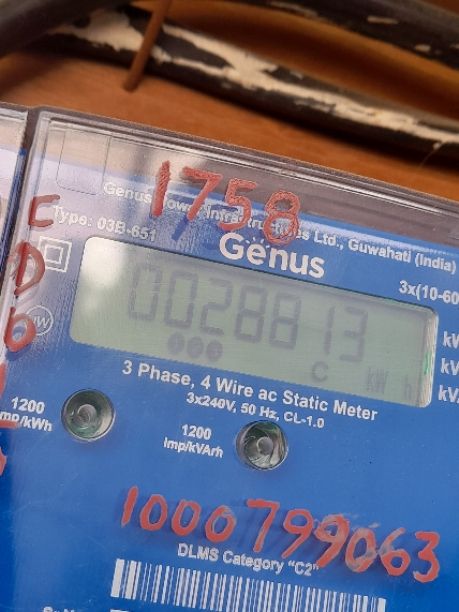 1758
Genus Power Infrastructures Ltd., Guwahati (India)
Type: 03B-651
Genus
3x(10-60
0028813
C kW h
3 Phase, 4 Wire ac Static Meter
3x240V, 50 Hz, CL-1.0
1200
Imp/kWh
1200
Imp/kVArh
1000799063
DLMS Category "C2"